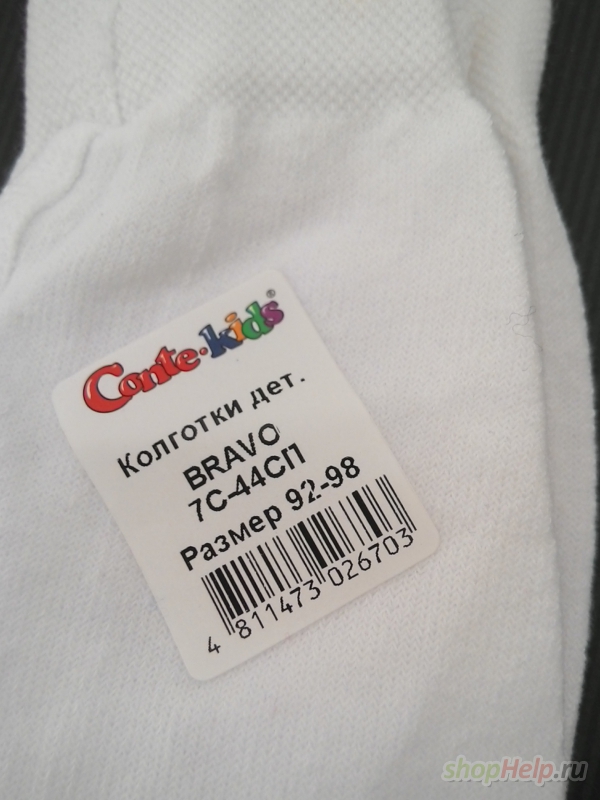 Conte-kids®
Колготки дет.
BRAVO
7С-44СП
Размер 92-98
4 811473 026703
shopHelp.ru